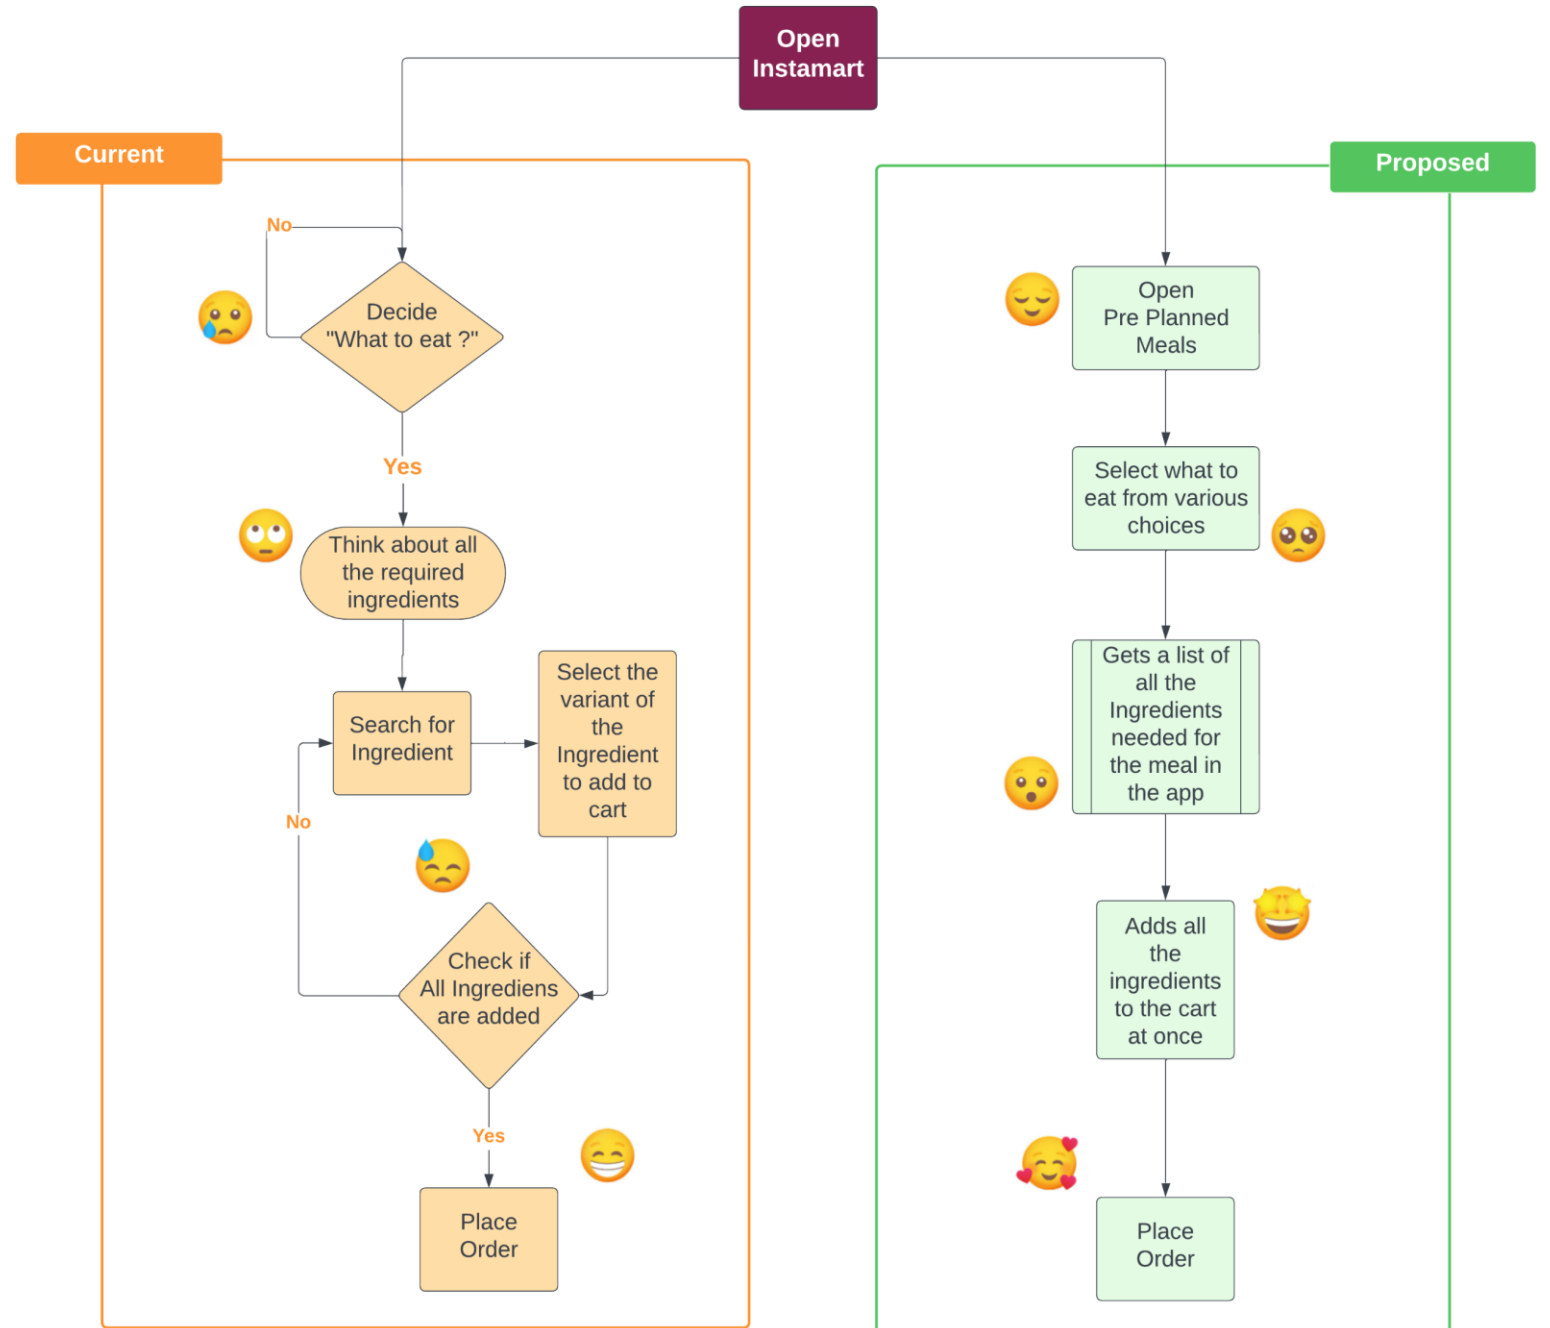 Open
Instamart
Current
No
Decide
"What to eat ?"
Yes
Think about all
the required
ingredients
Search for
Ingredient
Select the
variant of
the
Ingredient
to add to
cart
No
Check if
All Ingrediens
are added
Yes
Place
Order
Proposed
Open
Pre Planned
Meals
Select what to
eat from various
choices
Gets a list of
all the
Ingredients
needed for
the meal in
the app
Adds all
the
ingredients
to the cart
at once
Place
Order